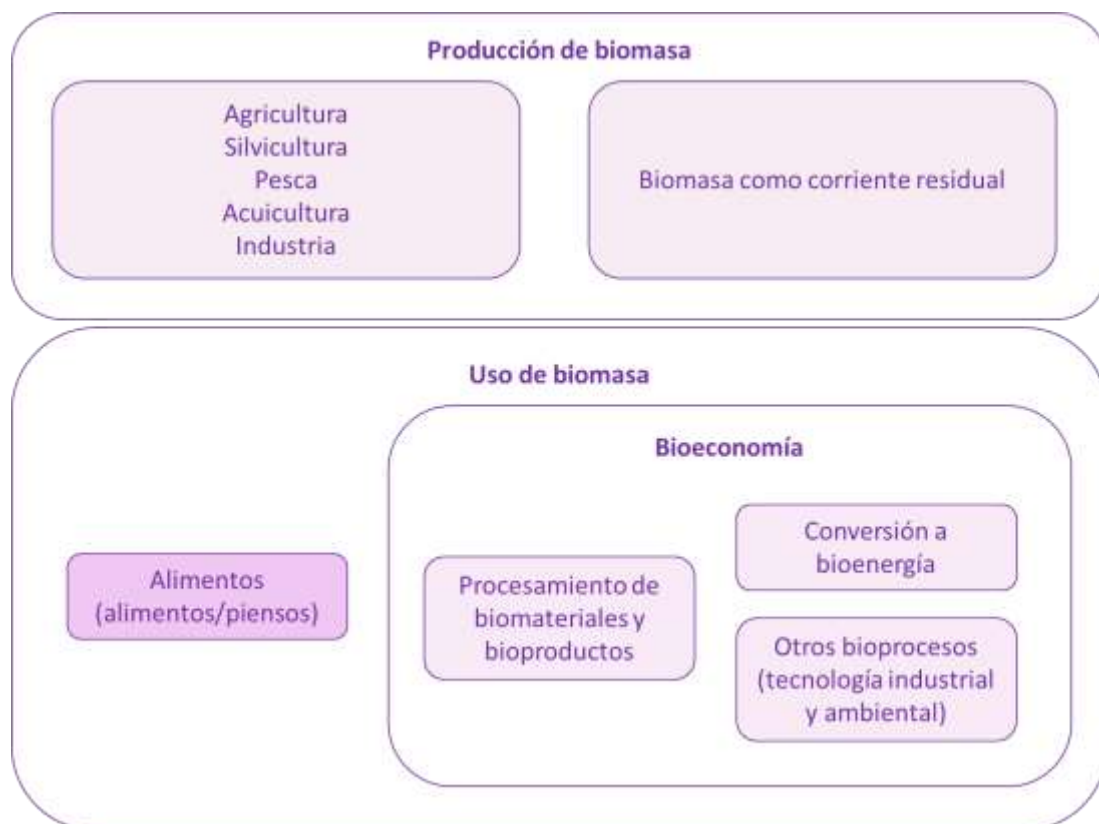 Producción de biomasa
Agricultura
Silvicultura
Pesca
Acuicultura
Industria
Biomasa como corriente residual
Uso de biomasa
Bioeconomía
Alimentos
(alimentos/piensos)
Procesamiento de
biomateriales y
bioproductos
Conversión a
bioenergía
Otros bioprocesos
(tecnología industrial
y ambiental)